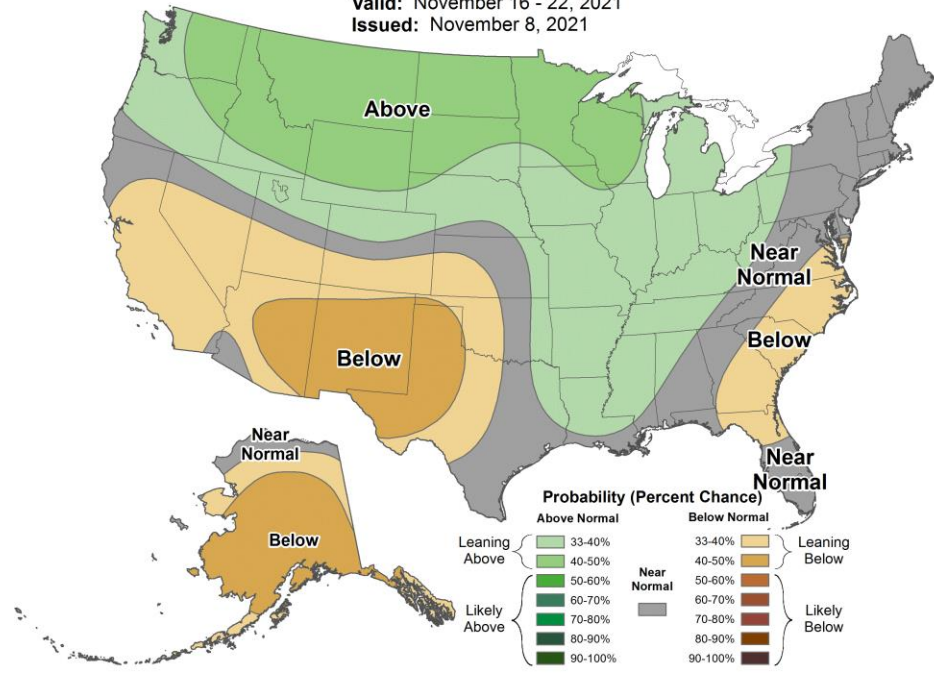 Valid: November 16 - 22, 2021
Issued: November 8, 2021
Above
Near
Normal
Below
Below
Near
Normal
Near
Normal
Below
Probability (Percent Chance)
Above Normal
Below Normal
Leaning
Above
33-40%
40-50%
50-60%
60-70%
70-80%
80-90%
90-100%
Likely
Above
Near
Normal
33-40%
40-50%
50-60%
60-70%
70-80%
80-90%
90-100%
Leaning
Below
Likely
Below